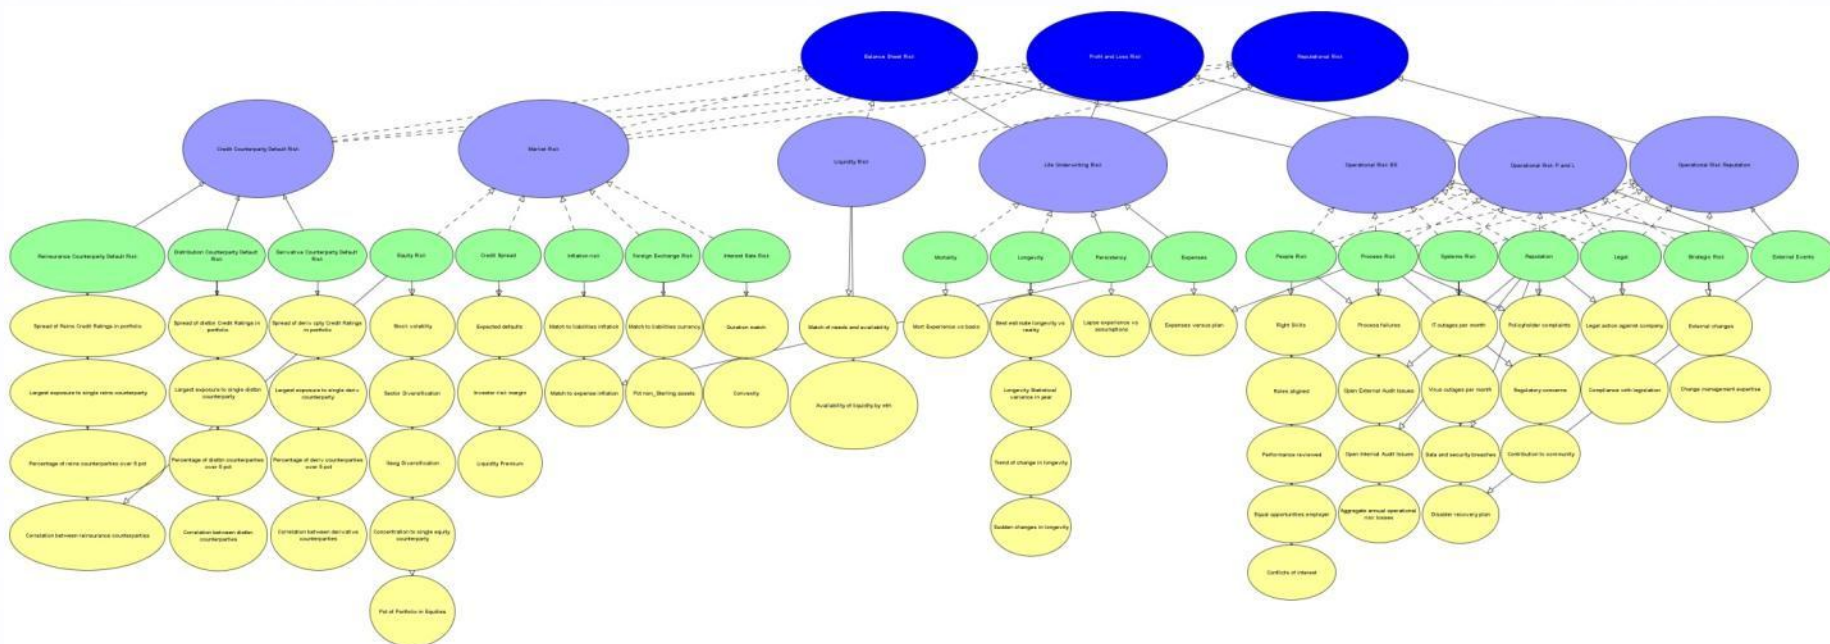 Balance Sheet Risk
Profit and Loss Risk
Reputational Risk
Credit Counterparty Default Risk
Market Risk
Liquidity Risk
Life Underwriting Risk
Operational Risk BS
Operational Risk P and L
Operational Risk Reputation
Reinsurance Counterparty Default Risk
Distribution Counterparty Default
Risk
Derivative Counterparty Default
Risk
Equity Risk
Credit Spread
Inflation risk
Foreign Exchange Risk
Interest Rate Risk
Mortality
Longevity
Persistency
Expenses
People Risk
Process Risk
Systems Risk
Reputation
Legal
Strategic Risk
External Events
Spread of Reins Credit Ratings in portfolio
Spread of distbn Credit Ratings in
portfolio
Spread of deriv cpty Credit Ratings
in portfolio
Stock volatility
Expected defaults
Match to liabilities inflation
Match to liabilities currency
Duration match
Match of needs and availability
Mort Experience vs basis
Best estimate longevity vs
reality
Lapse experience vs
assumptions
Expenses versus plan
Right Skills
Process failures
IT outages per month
Policyholder complaints
Legal action against company
External changes
Largest exposure to single reins counterparty
Largest exposure to single distbn
counterparty
Largest exposure to single deriv
counterparty
Sector Diversification
Investor risk margin
Match to expense inflation
Pct non_Sterling assets
Convexity
Availability of liquidity by mth
Longevity Statistical
variance in year
Roles aligned
Open External Audit Issues
Virus outages per month
Regulatory concerns
Compliance with legislation
Change management expertise
Percentage of reins counterparties over 5 pct
Percentage of distbn counterparties
over 5 pct
Percentage of deriv counterparties
over 5 pct
Geog Diversification
Liquidity Premium
Trend of change in longevity
Performance reviewed
Open Internal Audit Issues
Data and security breaches
Contribution to community
Correlation between reinsurance counterparties
Correlation between distbn
counterparties
Correlation between derivative
counterparties
Concentration to single equity
counterparty
Sudden changes in longevity
Equal opportunities employer
Aggregate annual operational
risk losses
Disaster recovery plan
Pct of Portfolio in Equities
Conflicts of interest